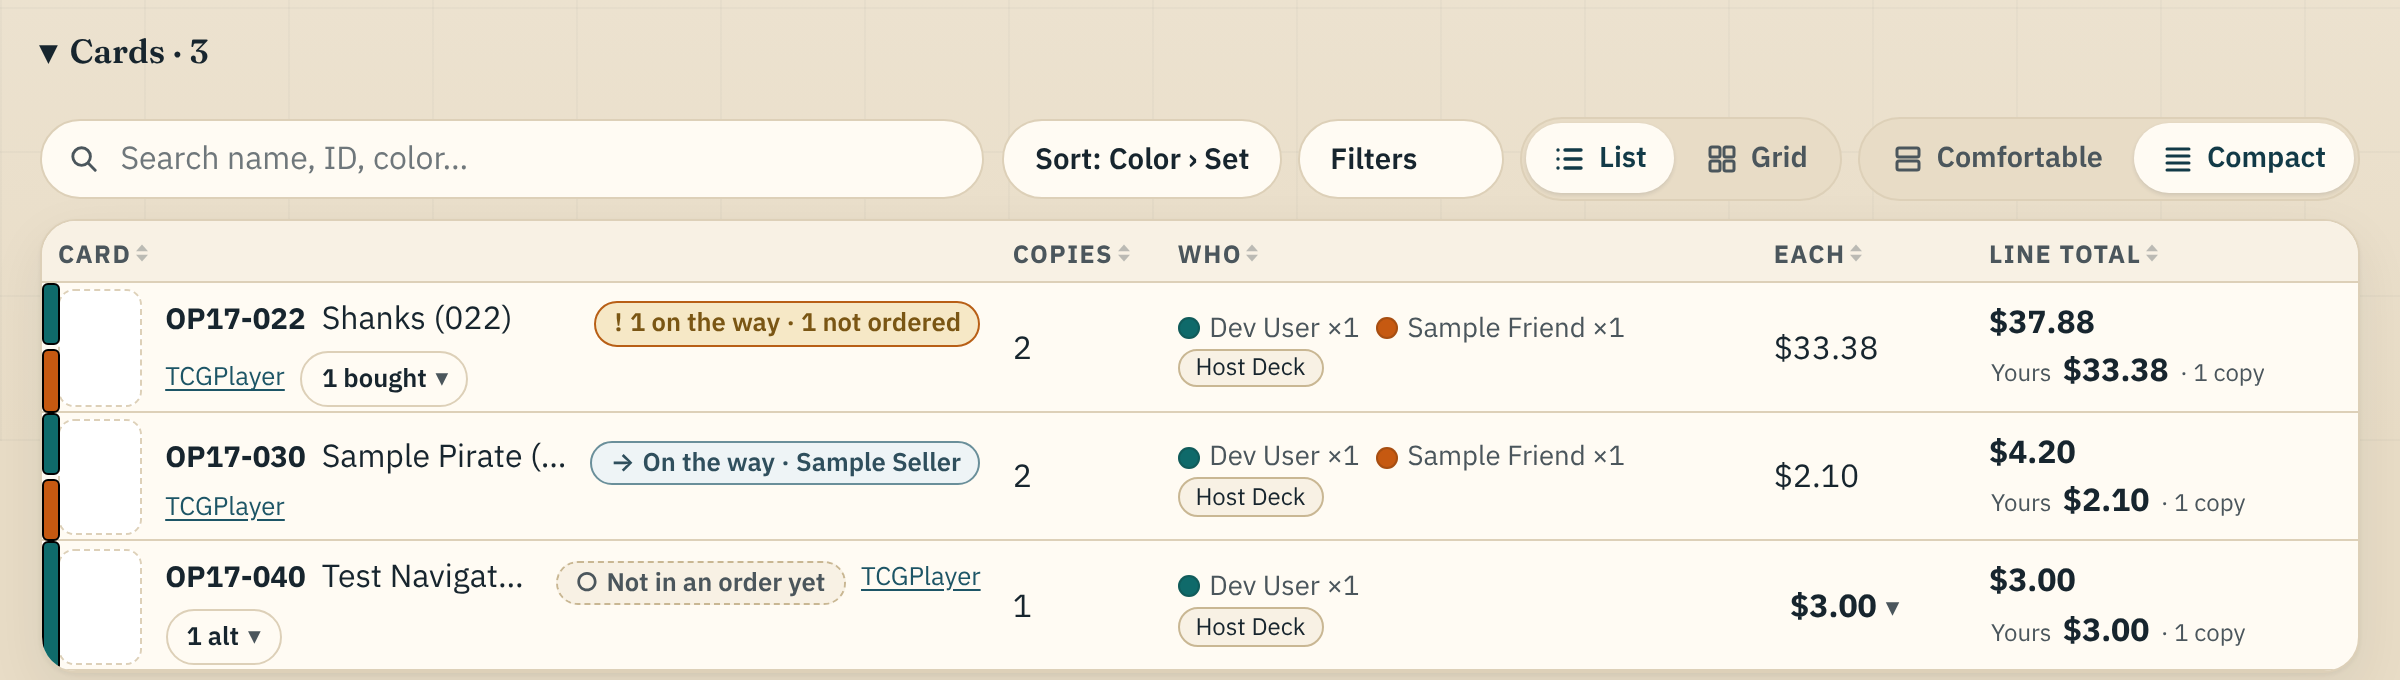 ▼ Cards · 3
Search name, ID, color...
Sort: Color › Set
Filters
List
Grid
Comfortable
Compact
CARD COPIES WHO EACH LINE TOTAL
OP17-022 Shanks (022) ! 1 on the way · 1 not ordered
TCGPlayer 1 bought ▾
2
Dev User ×1 Sample Friend ×1
Host Deck
$33.38
$37.88
Yours $33.38 · 1 copy
OP17-030 Sample Pirate (... → On the way · Sample Seller
TCGPlayer
2
Dev User ×1 Sample Friend ×1
Host Deck
$2.10
$4.20
Yours $2.10 · 1 copy
OP17-040 Test Navigat... Not in an order yet TCGPlayer
1 alt ▾
1
Dev User ×1
Host Deck
$3.00 ▾
$3.00
Yours $3.00 · 1 copy